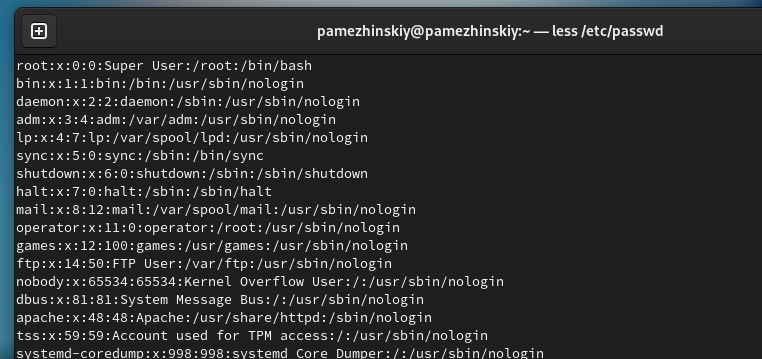 pamezhinskiy@pamezhinskiy:~ — less /etc/passwd
root:x:0:0:Super User:/root:/bin/bash
bin:x:1:1:bin:/bin:/usr/sbin/nologin
daemon:x:2:2:daemon:/sbin:/usr/sbin/nologin
adm:x:3:4:adm:/var/adm:/usr/sbin/nologin
lp:x:4:7:lp:/var/spool/lpd:/usr/sbin/nologin
sync:x:5:0:sync:/sbin:/bin/sync
shutdown:x:6:0:shutdown:/sbin:/sbin/shutdown
halt:x:7:0:halt:/sbin:/sbin/halt
mail:x:8:12:mail:/var/spool/mail:/usr/sbin/nologin
operator:x:11:0:operator:/root:/usr/sbin/nologin
games:x:12:100:games:/usr/games:/usr/sbin/nologin
ftp:x:14:50:FTP User:/var/ftp:/usr/sbin/nologin
nobody:x:65534:65534:Kernel Overflow User:/:/usr/sbin/nologin
dbus:x:81:81:System Message Bus:/:/usr/sbin/nologin
apache:x:48:48:Apache:/usr/share/httpd:/sbin/nologin
tss:x:59:59:Account used for TPM access:/:/usr/sbin/nologin
systemd-coredump:x:998:998:systemd Core Dumper:/:/usr/sbin/nologin